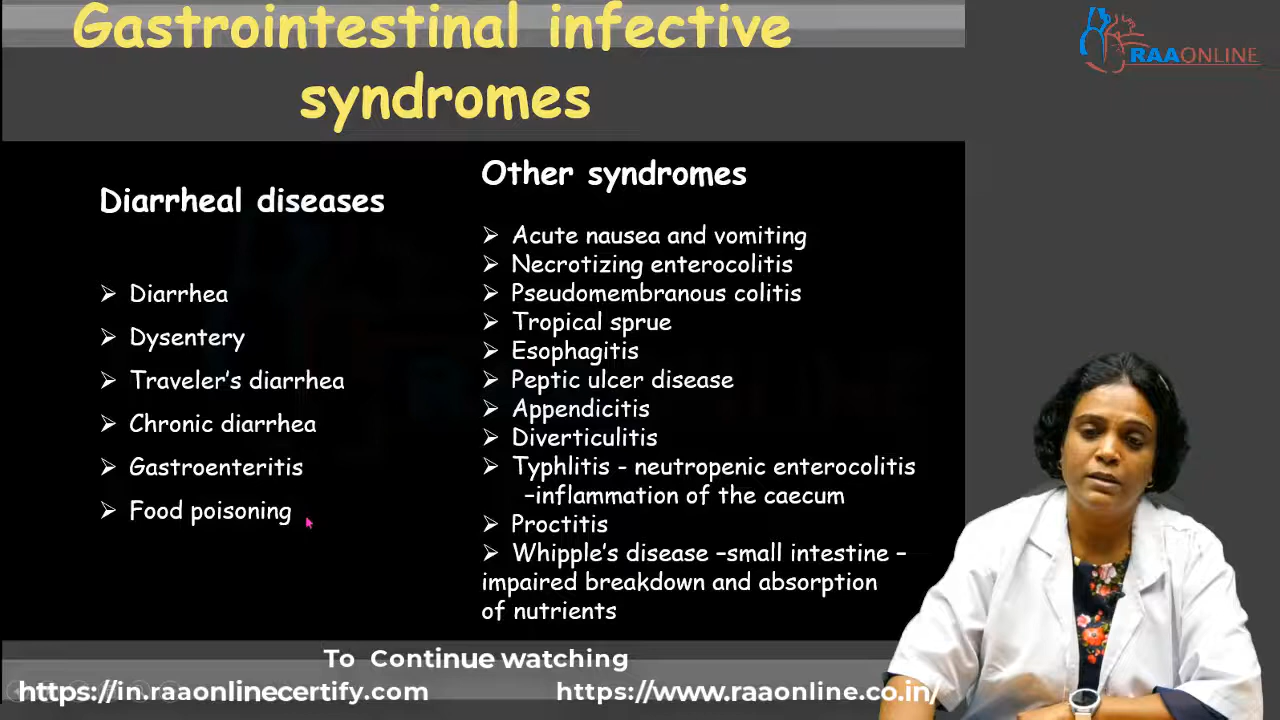 Gastrointestinal infective
syndromes
RAAONLINE
Diarrheal diseases
➢ Diarrhea
➢ Dysentery
➢ Traveler's diarrhea
➢ Chronic diarrhea
➢ Gastroenteritis
➢ Food poisoning
Other syndromes
➢ Acute nausea and vomiting
➢ Necrotizing enterocolitis
➢ Pseudomembranous colitis
➢ Tropical sprue
➢ Esophagitis
➢ Peptic ulcer disease
➢ Appendicitis
➢ Diverticulitis
➢ Typhlitis - neutropenic enterocolitis
–inflammation of the caecum
➢ Proctitis
➢ Whipple's disease –small intestine –
impaired breakdown and absorption
of nutrients
To Continue watching
https://in.raaonlinecertify.com https://www.raaonline.co.in/